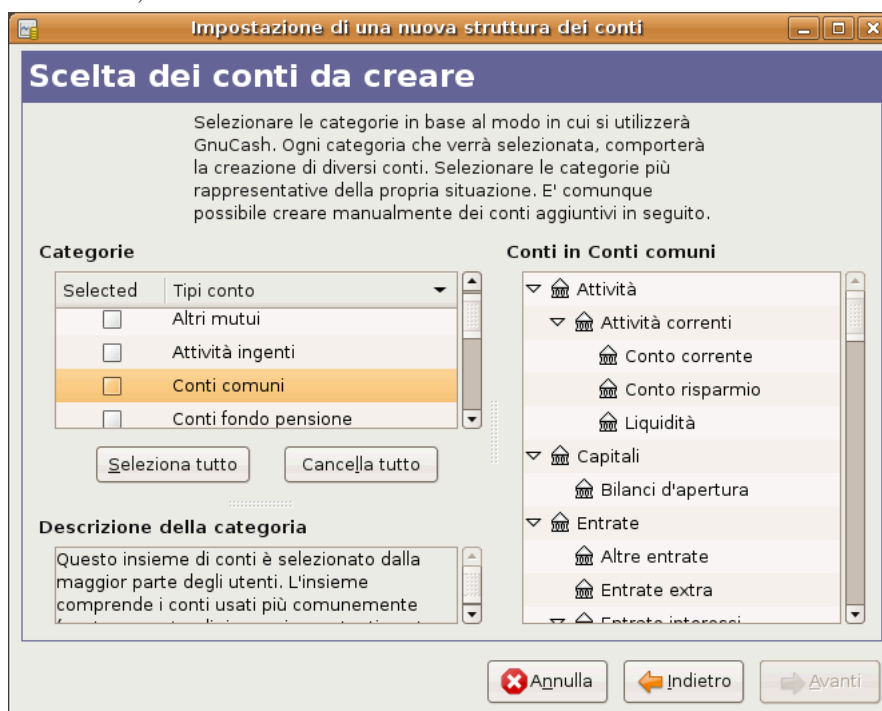 Impostazione di una nuova struttura dei conti
Scelta dei conti da creare
Selezionare le categorie in base al modo in cui si utilizzerà
GnuCash. Ogni categoria che verrà selezionata, comporterà
la creazione di diversi conti. Selezionare le categorie più
rappresentative della propria situazione. E' comunque
possibile creare manualmente dei conti aggiuntivi in seguito.
Categorie
Selected Tipi conto
Altri mutui
Attività ingenti
Conti comuni
Conti fondo pensione
Seleziona tutto Cancella tutto
Descrizione della categoria
Questo insieme di conti è selezionato dalla
maggior parte degli utenti. L'insieme
comprende i conti usati più comunemente
Conti in Conti comuni
Attività
Attività correnti
Conto corrente
Conto risparmio
Liquidità
Capitali
Bilanci d'apertura
Entrate
Altre entrate
Entrate extra
Entrate interessi
Annulla Indietro Avanti